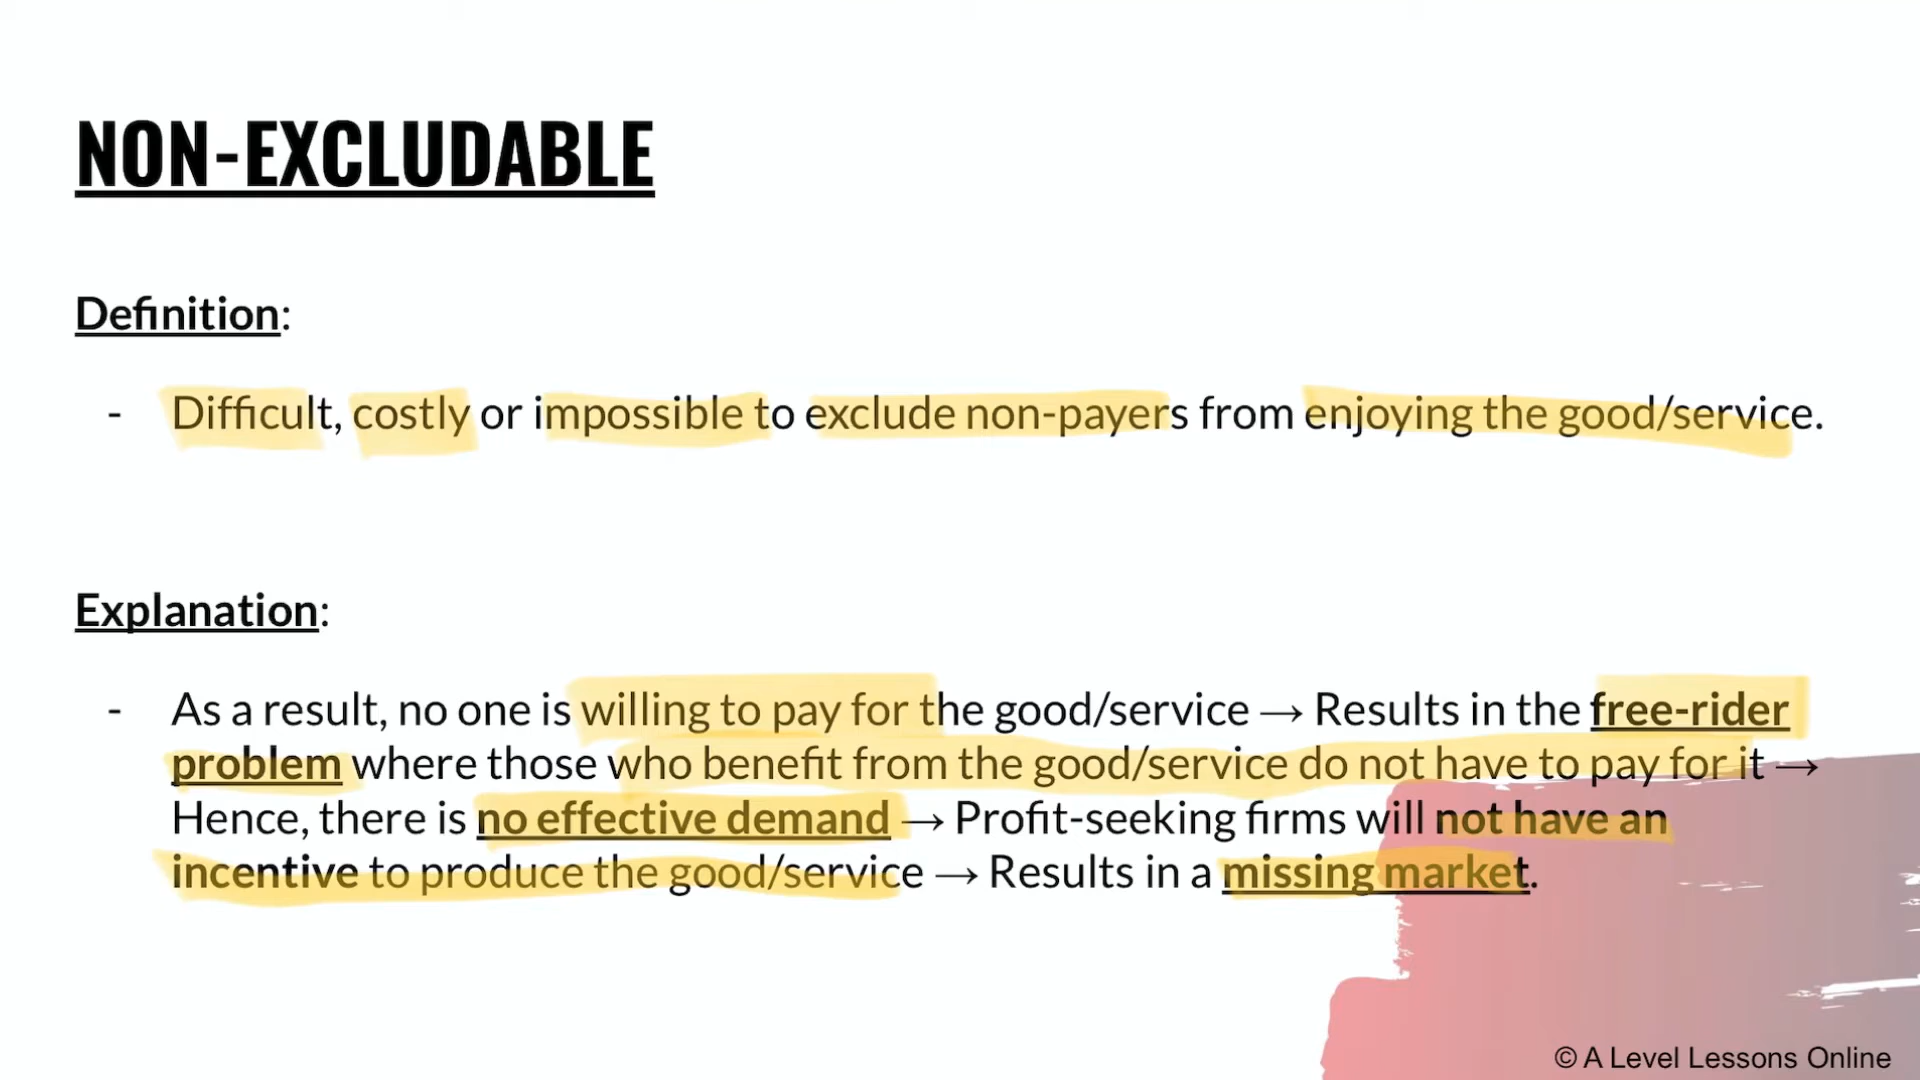 NON-EXCLUDABLE
Definition:
- Difficult, costly or impossible to exclude non-payers from enjoying the good/service.
Explanation:
- As a result, no one is willing to pay for the good/service → Results in the free-rider
problem where those who benefit from the good/service do not have to pay for it →
Hence, there is no effective demand → Profit-seeking firms will not have an
incentive to produce the good/service → Results in a missing market.
© A Level Lessons Online